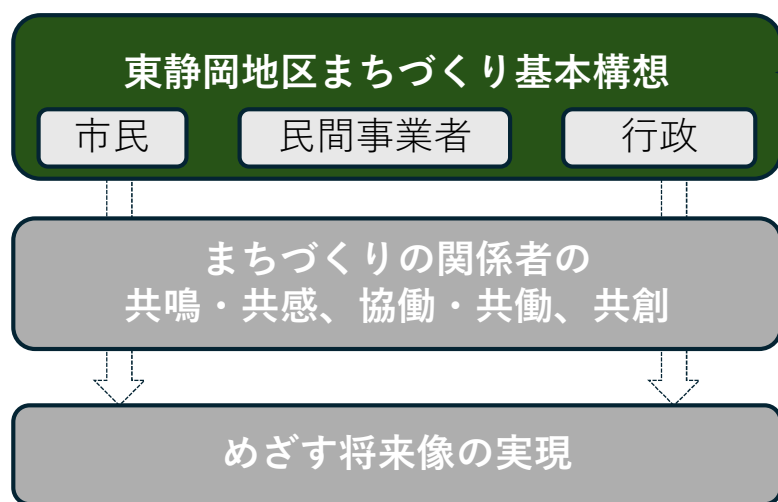 東静岡地区まちづくり基本構想
市民 民間事業者 行政
まちづくりの関係者の
共鳴・共感、協働・共働、共創
めざす将来像の実現